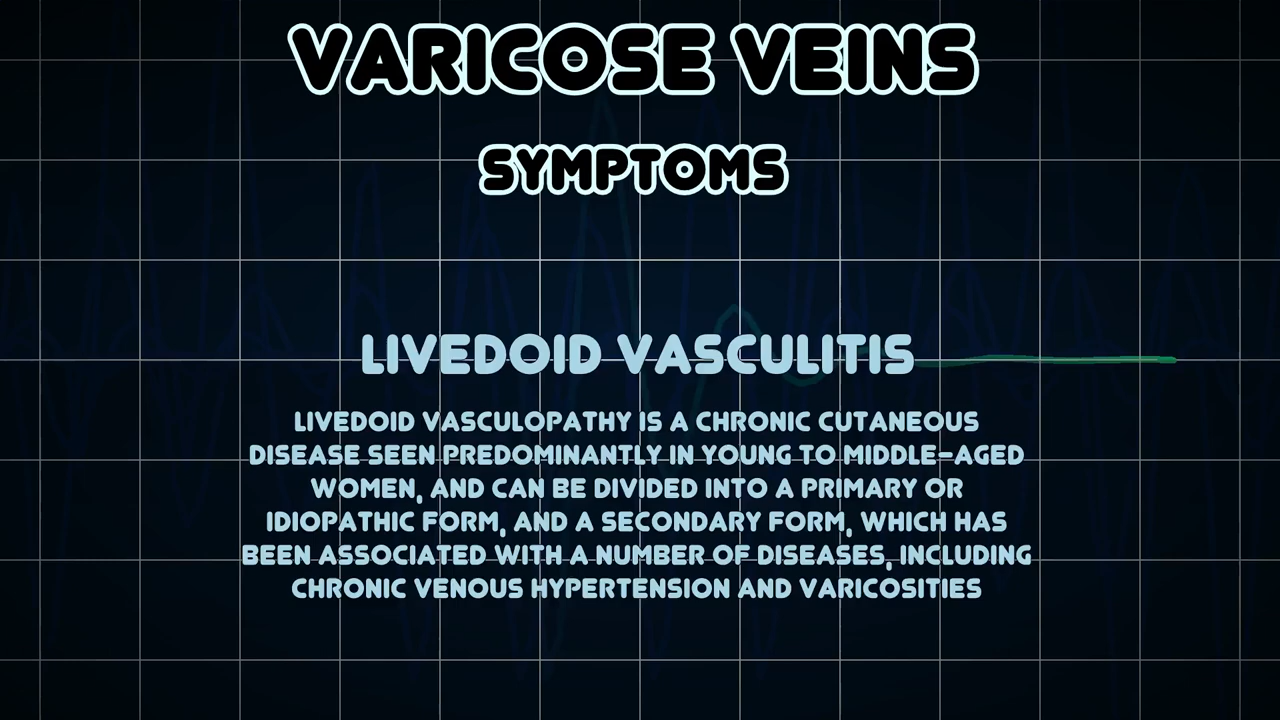 VARICOSE VEINS
SYMPTOMS
LIVEDOID VASCULITIS
LIVEDOID VASCULOPATHY IS A CHRONIC CUTANEOUS
DISEASE SEEN PREDOMINANTLY IN YOUNG TO MIDDLE-AGED
WOMEN, AND CAN BE DIVIDED INTO A PRIMARY OR
IDIOPATHIC FORM, AND A SECONDARY FORM, WHICH HAS
BEEN ASSOCIATED WITH A NUMBER OF DISEASES, INCLUDING
CHRONIC VENOUS HYPERTENSION AND VARICOSITIES